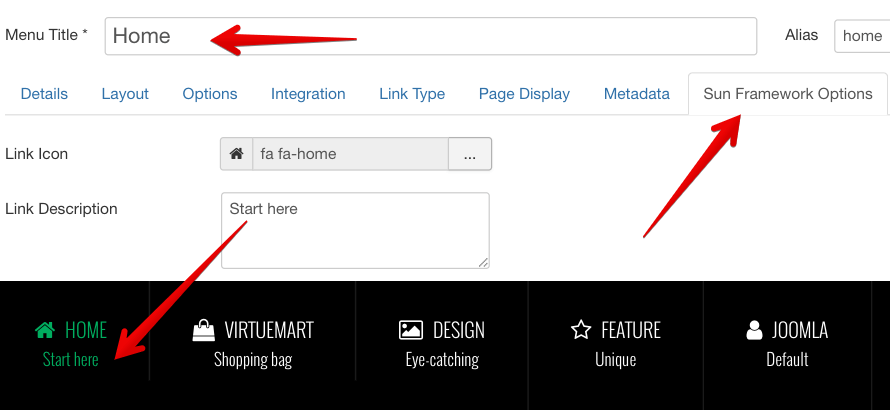 Menu Title * Home Alias home
Details Layout Options Integration Link Type Page Display Metadata Sun Framework Options
Link Icon fa fa-home ...
Link Description Start here
HOME VIRTUEMART DESIGN FEATURE JOOMLA
Start here Shopping bag Eye-catching Unique Default